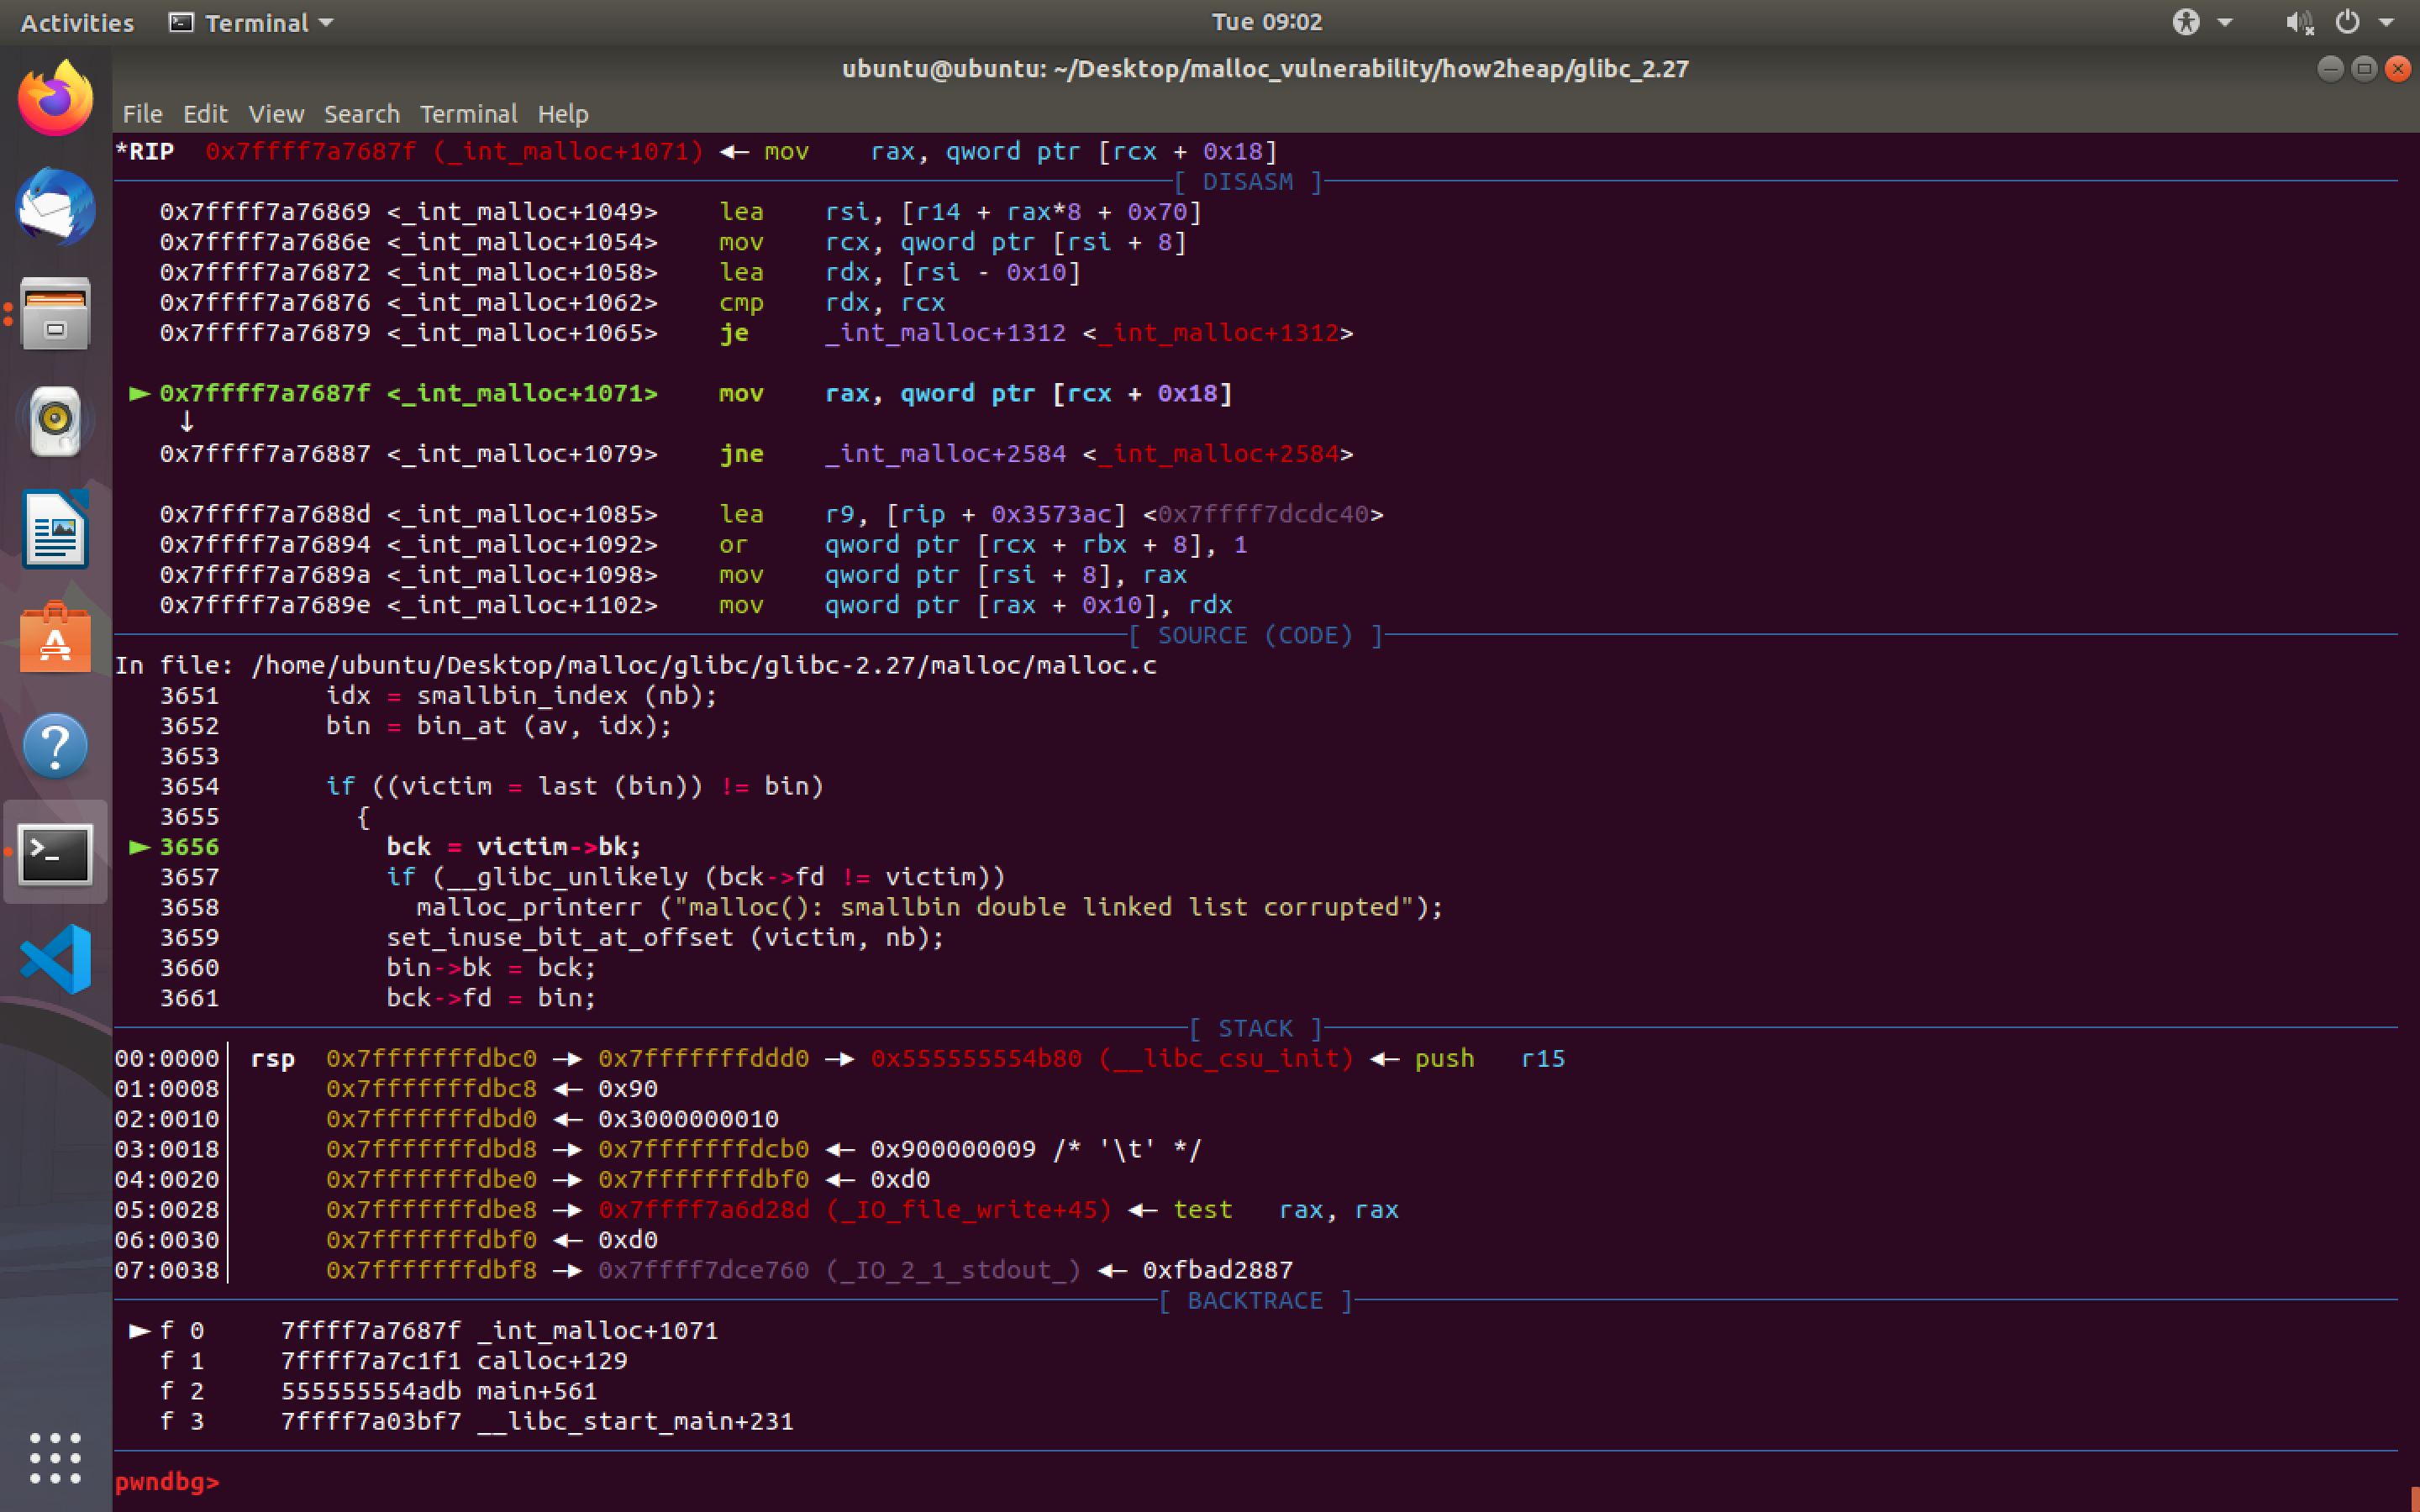 Activities Terminal Tue 09:02
ubuntu@ubuntu: ~/Desktop/malloc_vulnerability/how2heap/glibc_2.27
File Edit View Search Terminal Help
*RIP  0x7ffff7a7687f (_int_malloc+1071) ◄— mov    rax, qword ptr [rcx + 0x18]
[ DISASM ]
0x7ffff7a76869 <_int_malloc+1049>    lea    rsi, [r14 + rax*8 + 0x70]
0x7ffff7a7686e <_int_malloc+1054>    mov    rcx, qword ptr [rsi + 8]
0x7ffff7a76872 <_int_malloc+1058>    lea    rdx, [rsi - 0x10]
0x7ffff7a76876 <_int_malloc+1062>    cmp    rdx, rcx
0x7ffff7a76879 <_int_malloc+1065>    je     _int_malloc+1312 <_int_malloc+1312>
► 0x7ffff7a7687f <_int_malloc+1071>    mov    rax, qword ptr [rcx + 0x18]
↓
0x7ffff7a76887 <_int_malloc+1079>    jne    _int_malloc+2584 <_int_malloc+2584>
0x7ffff7a7688d <_int_malloc+1085>    lea    r9, [rip + 0x3573ac] <0x7ffff7dcdc40>
0x7ffff7a76894 <_int_malloc+1092>    or     qword ptr [rcx + rbx + 8], 1
0x7ffff7a7689a <_int_malloc+1098>    mov    qword ptr [rsi + 8], rax
0x7ffff7a7689e <_int_malloc+1102>    mov    qword ptr [rax + 0x10], rdx
[ SOURCE (CODE) ]
In file: /home/ubuntu/Desktop/malloc/glibc/glibc-2.27/malloc/malloc.c
3651       idx = smallbin_index (nb);
3652       bin = bin_at (av, idx);
3653
3654       if ((victim = last (bin)) != bin)
3655         {
► 3656           bck = victim->bk;
3657           if (__glibc_unlikely (bck->fd != victim))
3658             malloc_printerr ("malloc(): smallbin double linked list corrupted");
3659           set_inuse_bit_at_offset (victim, nb);
3660           bin->bk = bck;
3661           bck->fd = bin;
[ STACK ]
00:0000│ rsp  0x7fffffffdbc0 —► 0x7fffffffddd0 —► 0x555555554b80 (__libc_csu_init) ◄— push   r15
01:0008│      0x7fffffffdbc8 ◄— 0x90
02:0010│      0x7fffffffdbd0 ◄— 0x3000000010
03:0018│      0x7fffffffdbd8 —► 0x7fffffffdcb0 ◄— 0x900000009 /* '\t' */
04:0020│      0x7fffffffdbe0 —► 0x7fffffffdbf0 ◄— 0xd0
05:0028│      0x7fffffffdbe8 —► 0x7ffff7a6d28d (_IO_file_write+45) ◄— test   rax, rax
06:0030│      0x7fffffffdbf0 ◄— 0xd0
07:0038│      0x7fffffffdbf8 —► 0x7ffff7dce760 (_IO_2_1_stdout_) ◄— 0xfbad2887
[ BACKTRACE ]
► f 0     7ffff7a7687f _int_malloc+1071
f 1     7ffff7a7c1f1 calloc+129
f 2     555555554adb main+561
f 3     7ffff7a03bf7 __libc_start_main+231
pwndbg>